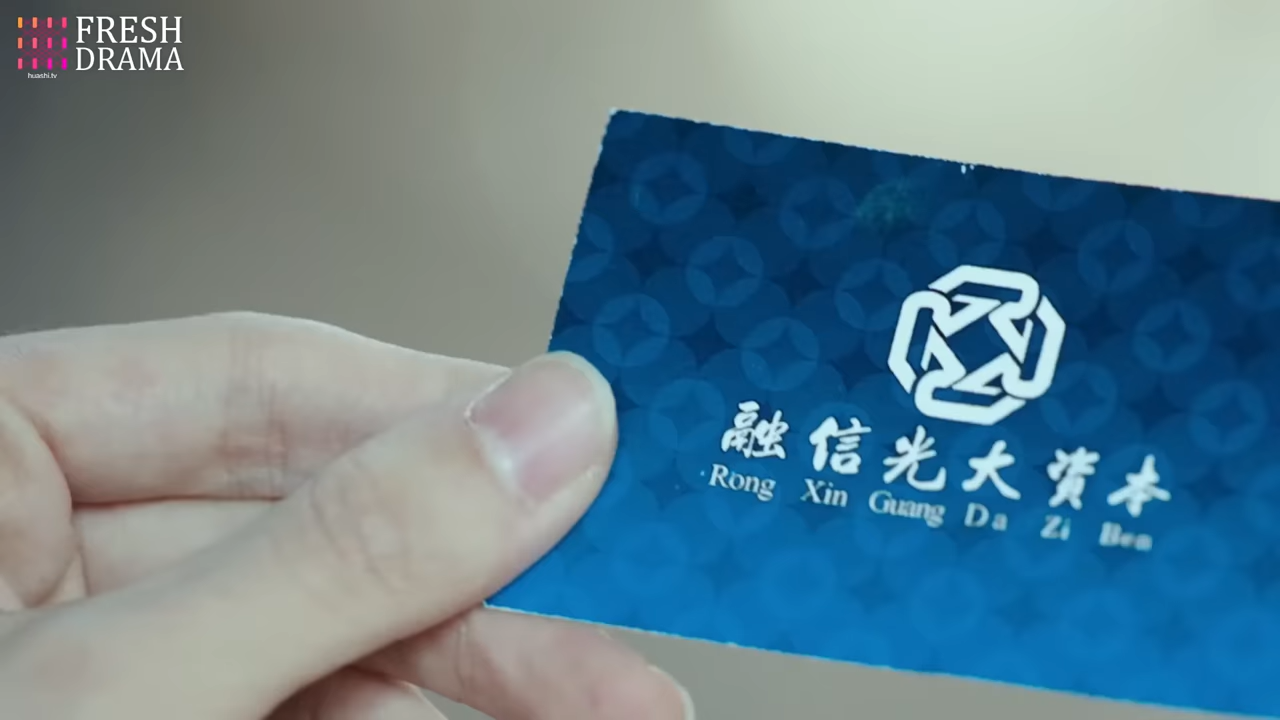 FRESH
DRAMA
huashi.tv
融信光大资本
Rong Xin Guang Da Zi Ben